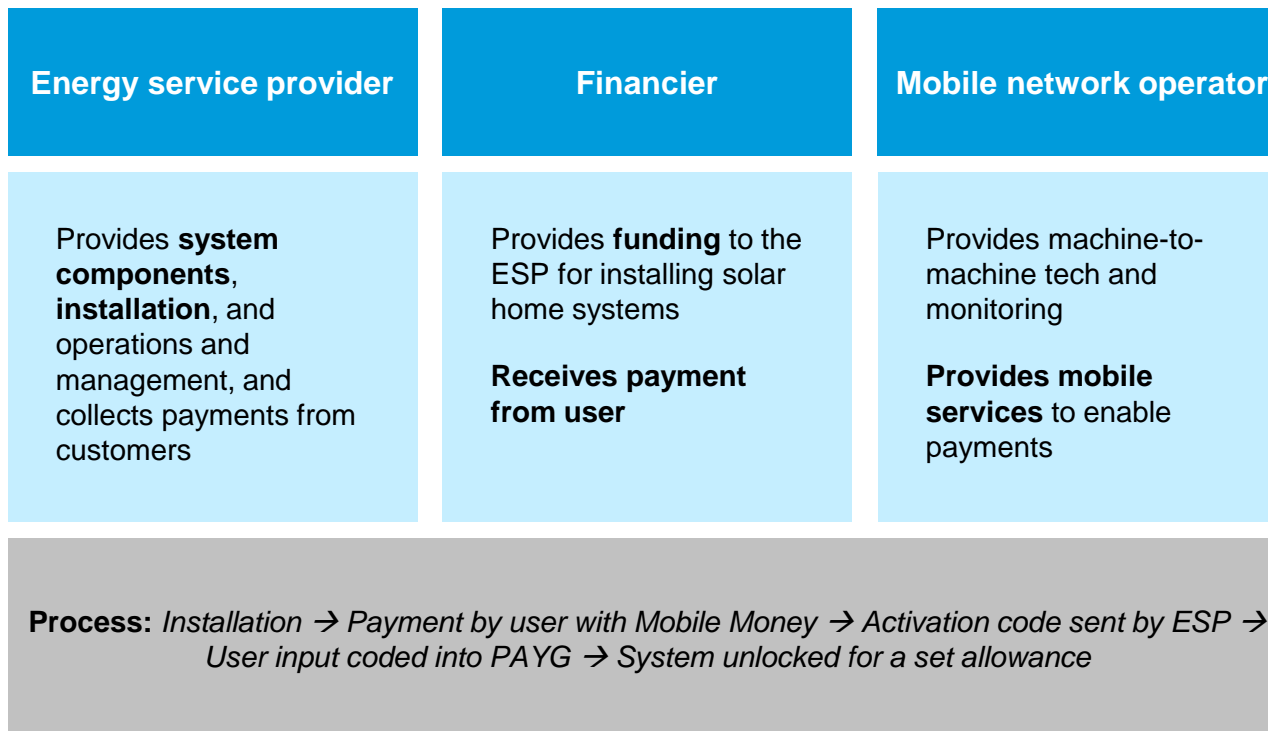 Energy service provider
Financier
Mobile network operator
Provides system
components,
installation, and
operations and
management, and
collects payments from
customers
Provides funding to the
ESP for installing solar
home systems
Receives payment
from user
Provides machine-to-
machine tech and
monitoring
Provides mobile
services to enable
payments
Process: Installation → Payment by user with Mobile Money → Activation code sent by ESP →
User input coded into PAYG → System unlocked for a set allowance